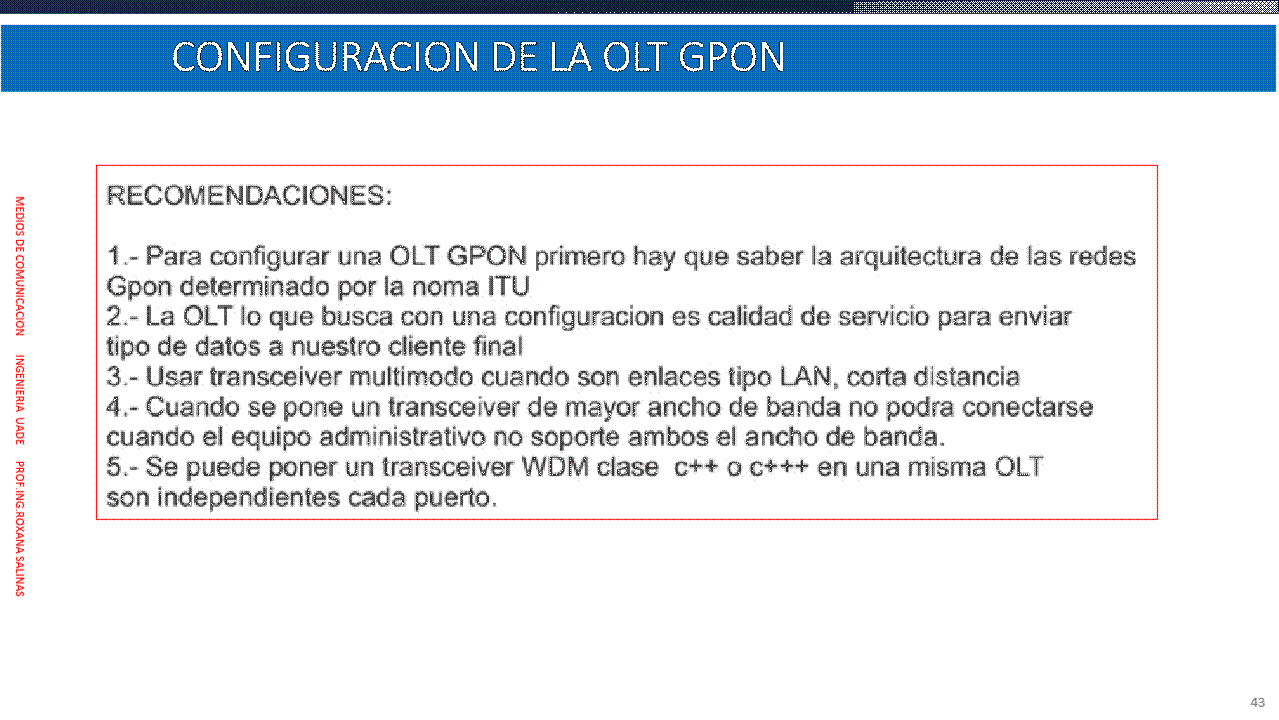 CONFIGURACION DE LA OLT GPON
RECOMENDACIONES:
1.- Para configurar una OLT GPON primero hay que saber la arquitectura de las redes
Gpon determinado por la noma ITU
2.- La OLT lo que busca con una configuracion es calidad de servicio para enviar
tipo de datos a nuestro cliente final
3.- Usar transceiver multimodo cuando son enlaces tipo LAN, corta distancia
4.- Cuando se pone un transceiver de mayor ancho de banda no podra conectarse
cuando el equipo administrativo no soporte ambos el ancho de banda.
5.- Se puede poner un transceiver WDM clase c++ o c+++ en una misma OLT
son independientes cada puerto.
MEDIOS DE COMUNICACION INGENIERIA UADE PROF.ING.ROXANA SALINAS
43